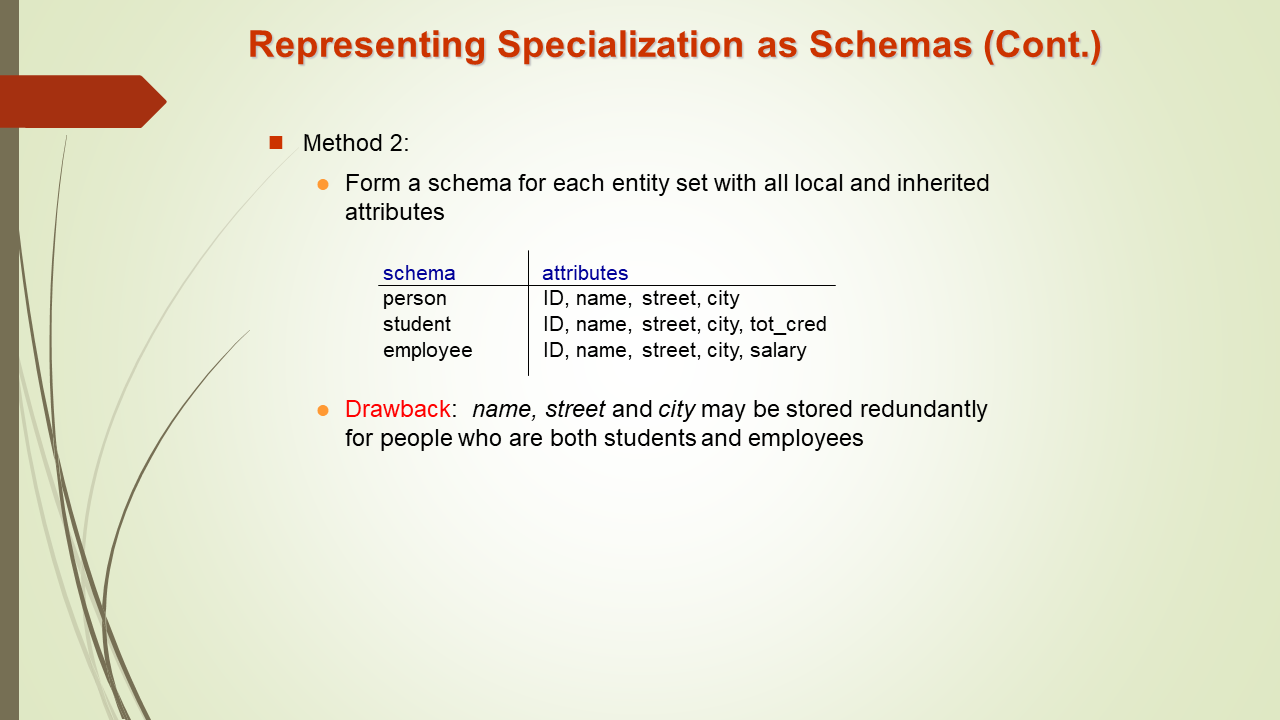 Representing Specialization as Schemas (Cont.)
Method 2:
Form a schema for each entity set with all local and inherited
attributes
schema attributes
person ID, name, street, city
student ID, name, street, city, tot_cred
employee ID, name, street, city, salary
Drawback: name, street and city may be stored redundantly
for people who are both students and employees